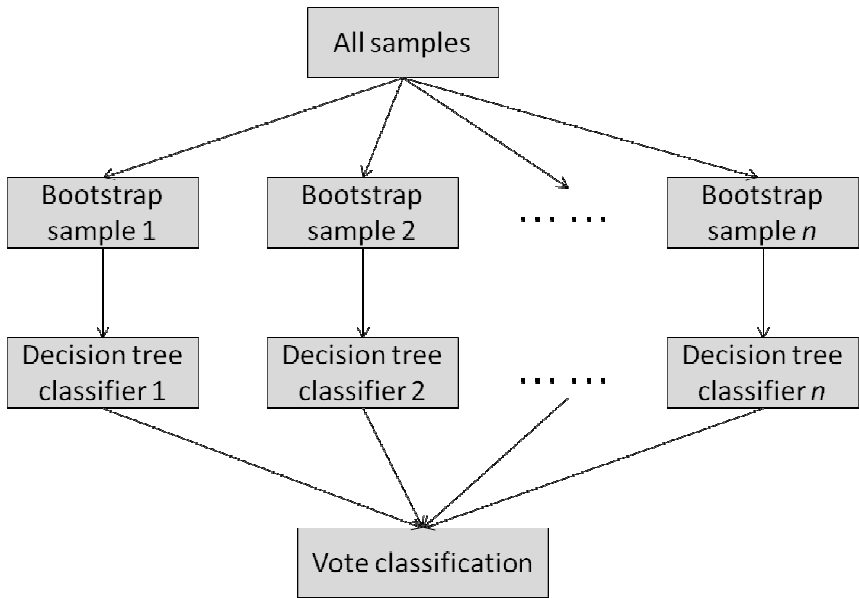 All samples
Bootstrap
sample 1
Bootstrap
sample 2
... ...
Bootstrap
sample n
Decision tree
classifier 1
Decision tree
classifier 2
... ...
Decision tree
classifier n
Vote classification